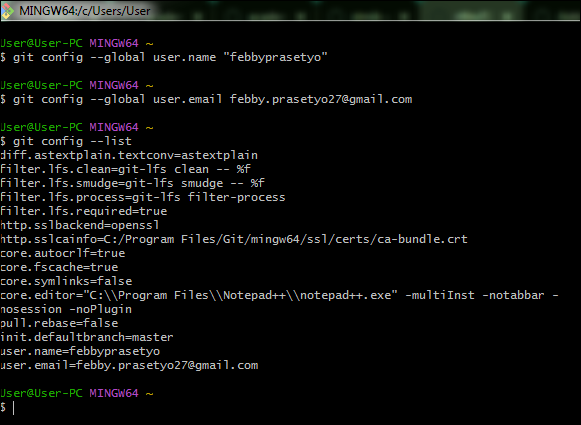 MINGW64:/c/Users/User
User@User-PC MINGW64 ~
$ git config --global user.name "febbyprasetyo"
User@User-PC MINGW64 ~
$ git config --global user.email febby.prasetyo27@gmail.com
User@User-PC MINGW64 ~
$ git config --list
diff.astextplain.textconv=astextplain
filter.lfs.clean=git-lfs clean -- %f
filter.lfs.smudge=git-lfs smudge -- %f
filter.lfs.process=git-lfs filter-process
filter.lfs.required=true
http.sslbackend=openssl
http.sslcainfo=C:/Program Files/Git/mingw64/ssl/certs/ca-bundle.crt
core.autocrlf=true
core.fscache=true
core.symlinks=false
core.editor="C:\\Program Files\\Notepad++\\notepad++.exe" -multiInst -notabbar -
nosession -noPlugin
pull.rebase=false
init.defaultbranch=master
user.name=febbyprasetyo
user.email=febby.prasetyo27@gmail.com
User@User-PC MINGW64 ~
$